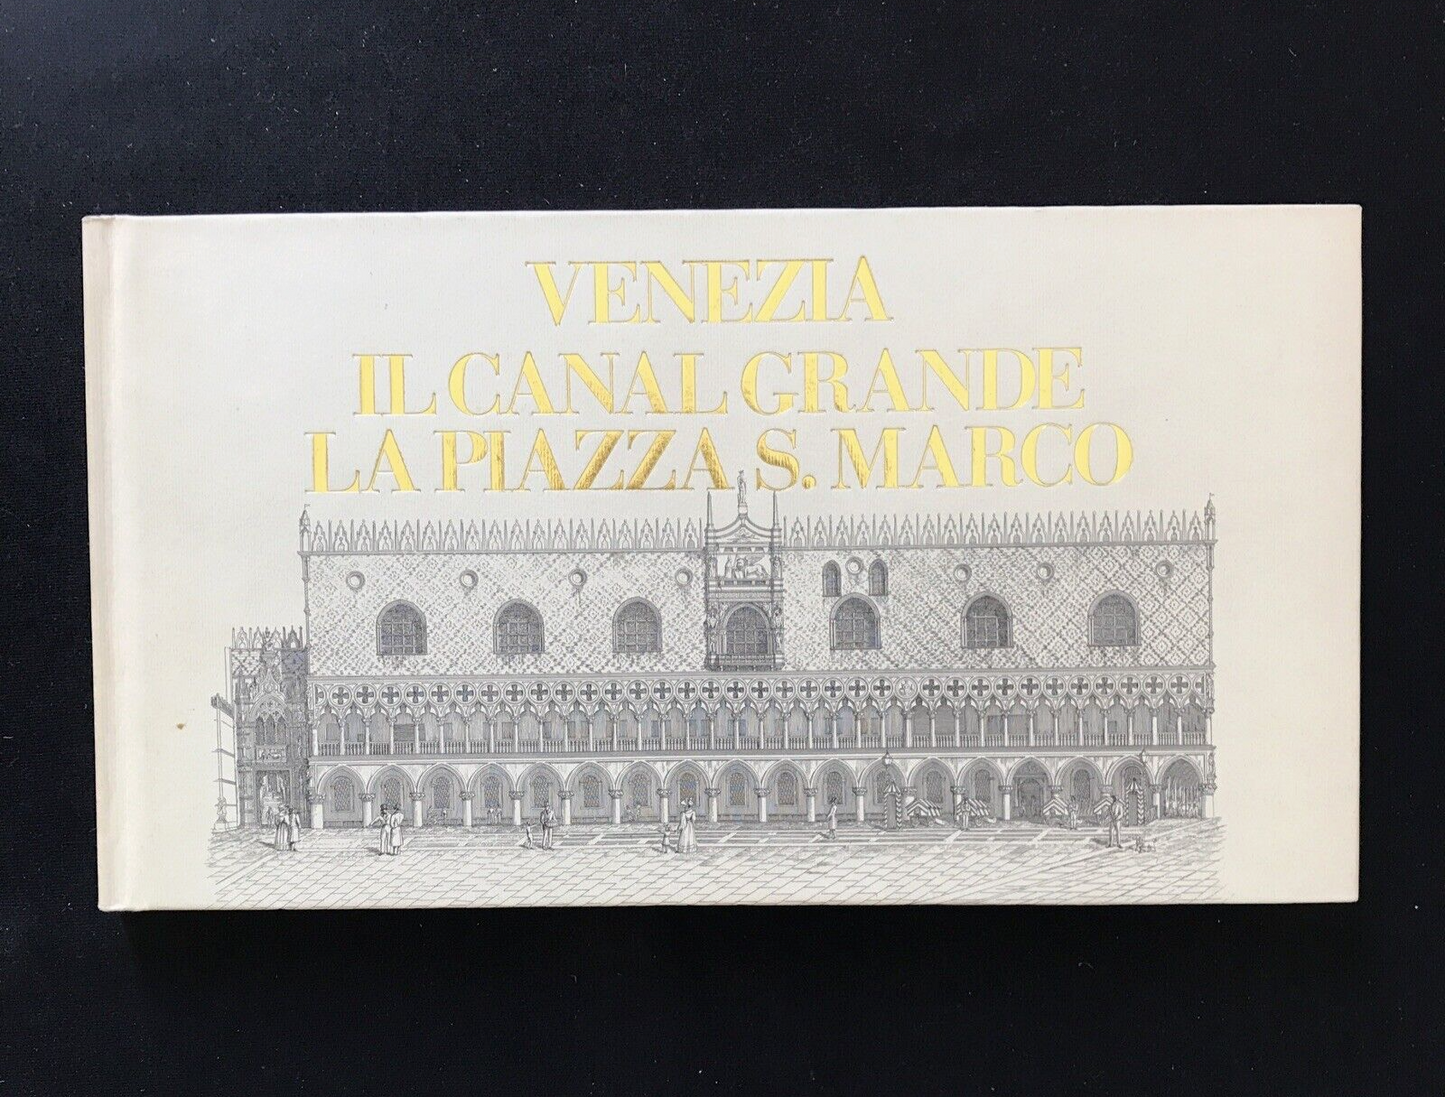 VENEZIA
IL CANAL GRANDE
LA PIAZZA S. MARCO